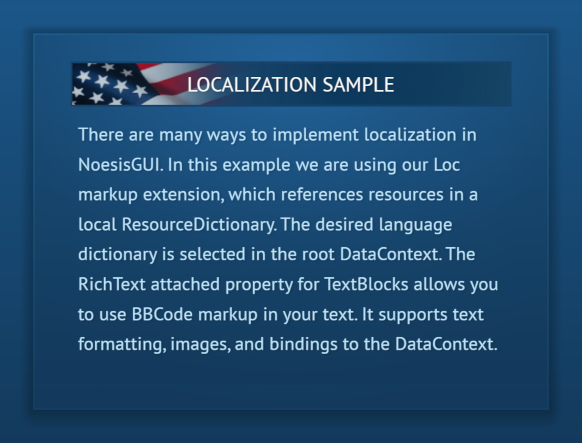 LOCALIZATION SAMPLE
There are many ways to implement localization in
NoesisGUI. In this example we are using our Loc
markup extension, which references resources in a
local ResourceDictionary. The desired language
dictionary is selected in the root DataContext. The
RichText attached property for TextBlocks allows you
to use BBCode markup in your text. It supports text
formatting, images, and bindings to the DataContext.